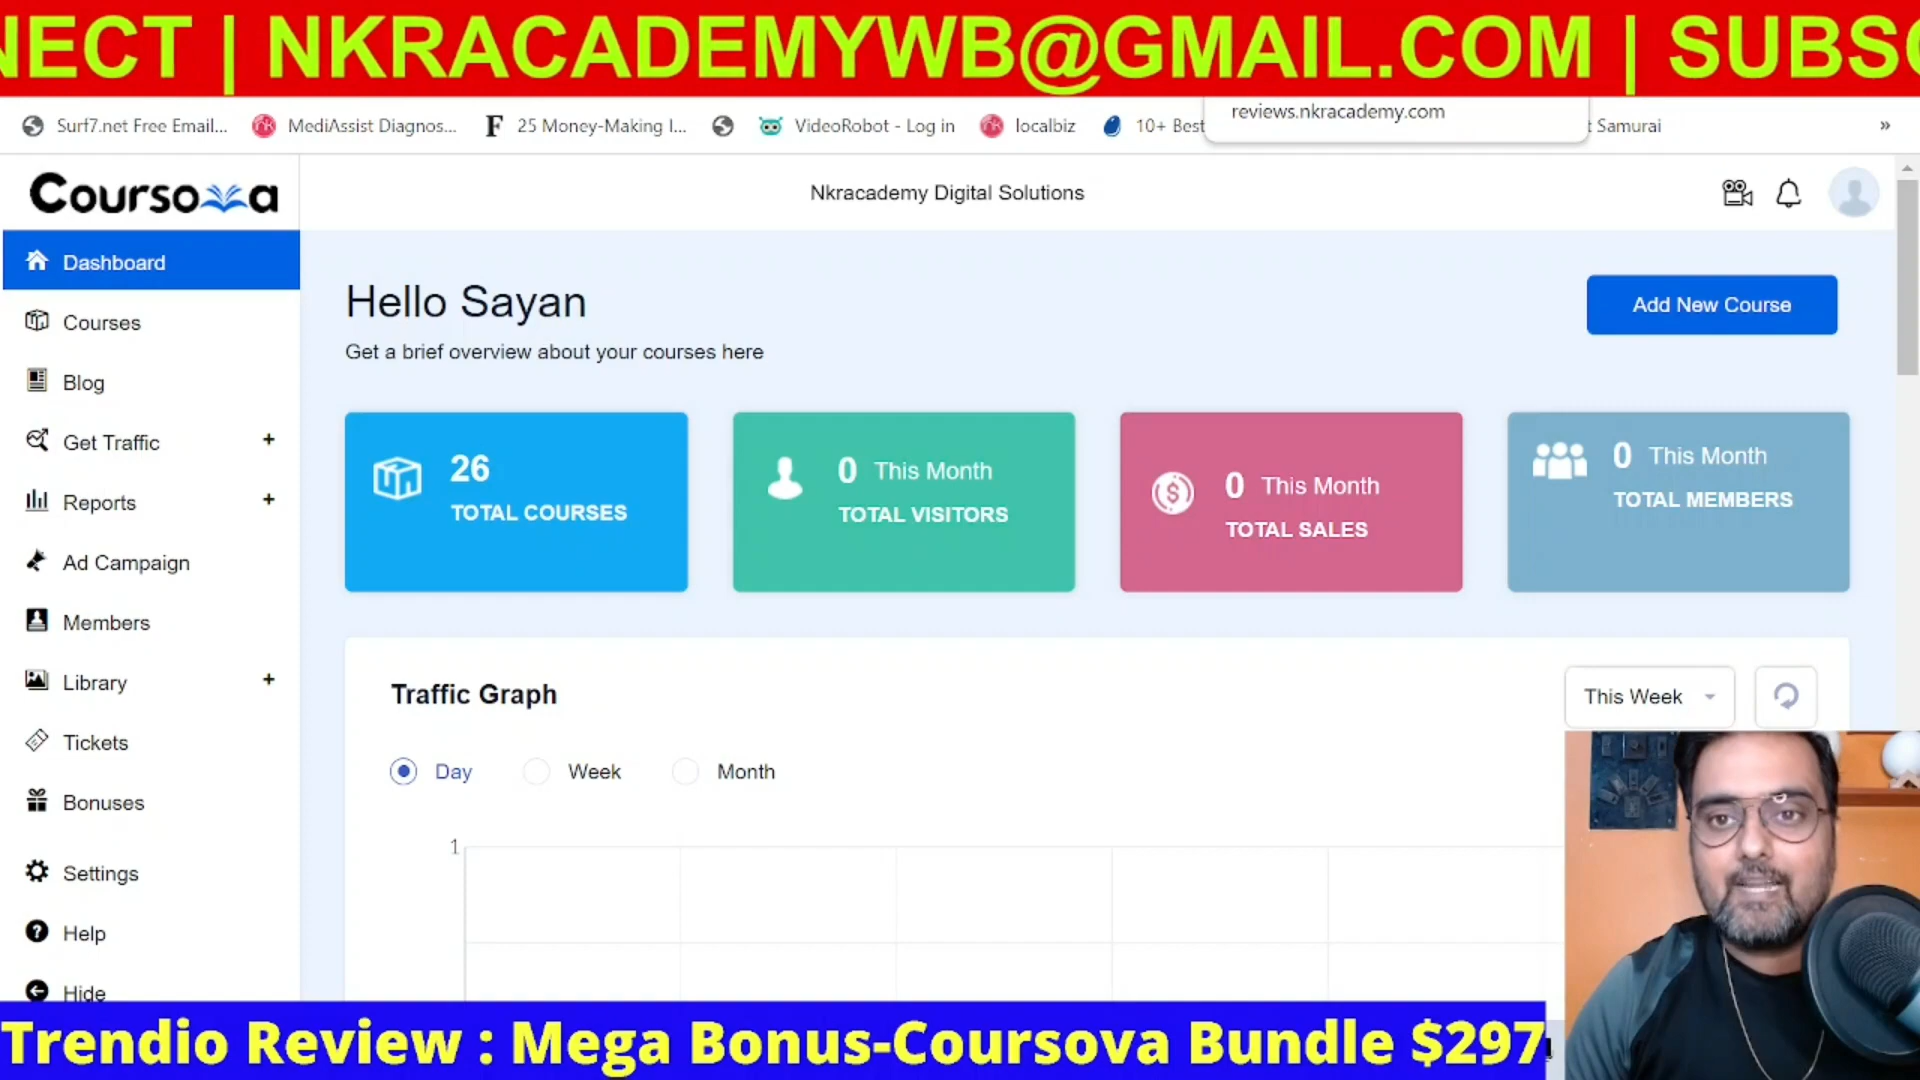 NECT | NKRACADEMYWB@GMAIL.COM | SUBSC
Surf7.net Free Email... MediAssist Diagnos... 25 Money-Making I... VideoRobot - Log in localbiz 10+ Best reviews.nkracademy.com t Samurai »
Coursova
Nkracademy Digital Solutions
Dashboard
Courses
Blog
Get Traffic +
Reports +
Ad Campaign
Members
Library +
Tickets
Bonuses
Settings
Help
Hide
Hello Sayan
Get a brief overview about your courses here
Add New Course
26
TOTAL COURSES
0 This Month
TOTAL VISITORS
0 This Month
TOTAL SALES
0 This Month
TOTAL MEMBERS
Traffic Graph
This Week
Day Week Month
1
Trendio Review : Mega Bonus-Coursova Bundle $297